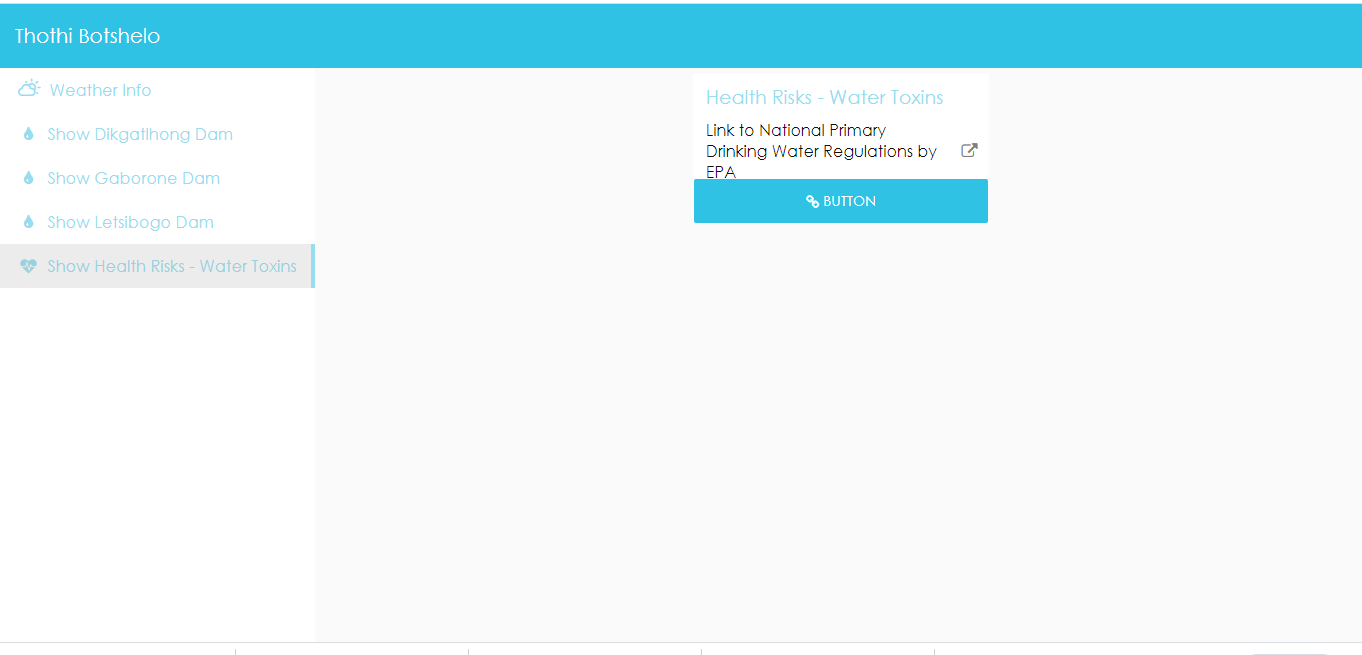 Thothi Botshelo
Weather Info
Show Dikgatlhong Dam
Show Gaborone Dam
Show Letsibogo Dam
Show Health Risks - Water Toxins
Health Risks - Water Toxins
Link to National Primary
Drinking Water Regulations by
EPA
BUTTON